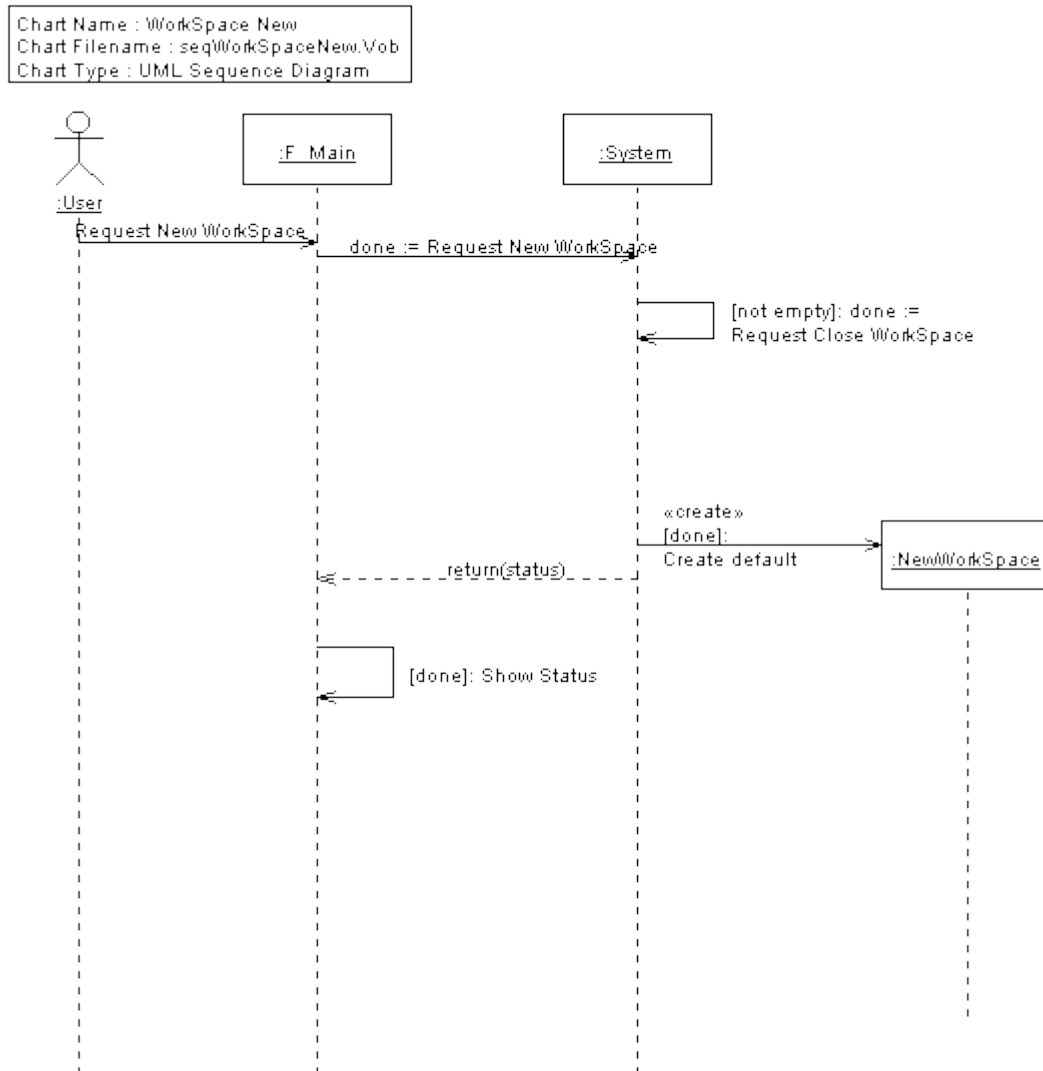 Chart Name : WorkSpace New
Chart Filename : seqWorkSpaceNew.Vob
Chart Type : UML Sequence Diagram
:F_Main
:System
:User
Request New WorkSpace
done := Request New WorkSpace
[not empty]: done :=
Request Close WorkSpace
«create»
[done]:
Create default
:NewWorkSpace
return(status)
[done]: Show Status